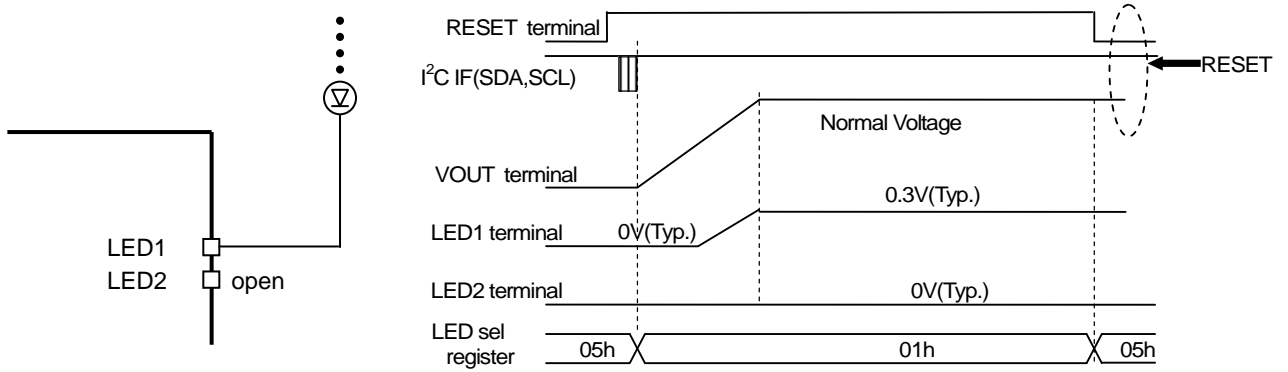 LED1
LED2
open
RESET terminal
I²C IF(SDA,SCL)
RESET
Normal Voltage
VOUT terminal
0.3V(Typ.)
LED1 terminal
0V(Typ.)
LED2 terminal
0V(Typ.)
LED sel
register
05h
01h
05h